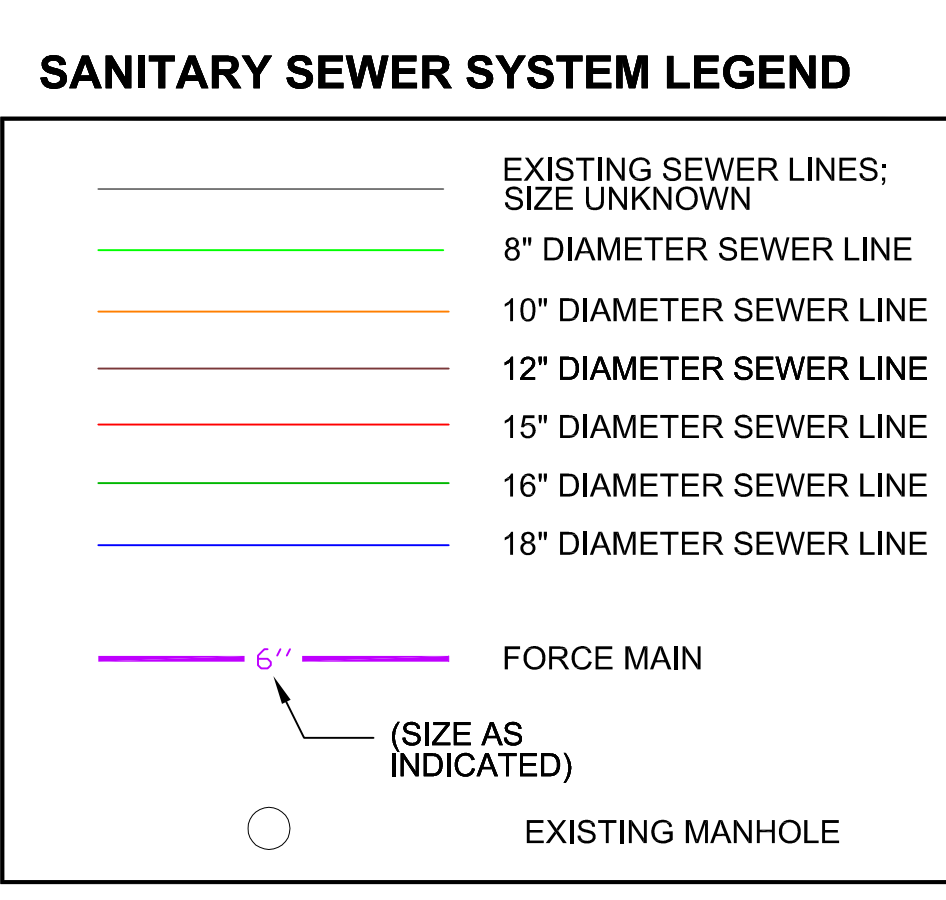 SANITARY SEWER SYSTEM LEGEND
EXISTING SEWER LINES;
SIZE UNKNOWN
8" DIAMETER SEWER LINE
10" DIAMETER SEWER LINE
12" DIAMETER SEWER LINE
15" DIAMETER SEWER LINE
16" DIAMETER SEWER LINE
18" DIAMETER SEWER LINE
6'' FORCE MAIN
(SIZE AS
INDICATED)
EXISTING MANHOLE